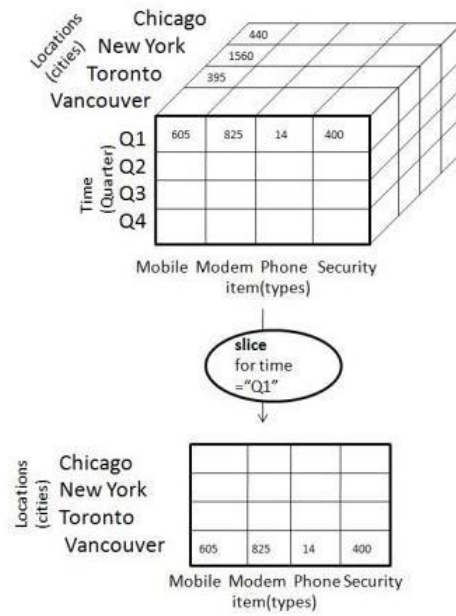 Locations
(cities)
Chicago
New York
Toronto
Vancouver
440
1560
395
Time
(Quarter)
Q1 605 825 14 400
Q2
Q3
Q4
Mobile Modem Phone Security
item(types)
slice
for time
="Q1"
Locations
(cities)
Chicago
New York
Toronto
Vancouver 605 825 14 400
Mobile Modem Phone Security
item(types)